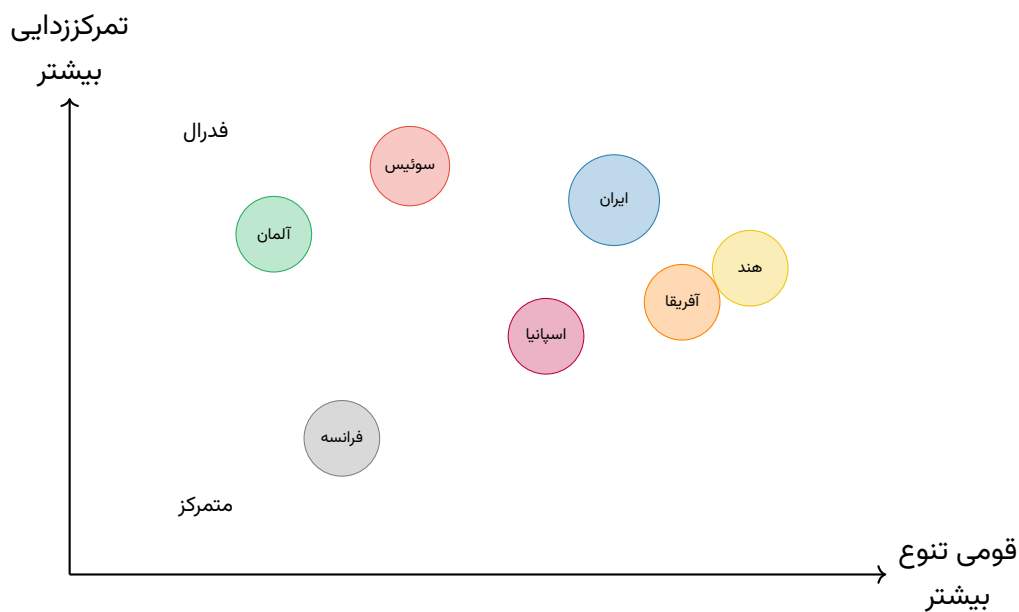 تمرکززدایی
بیشتر
فدرال
سوئیس
ایران
آلمان
هند
آفریقا
اسپانیا
فرانسه
متمرکز
قومی تنوع
بیشتر